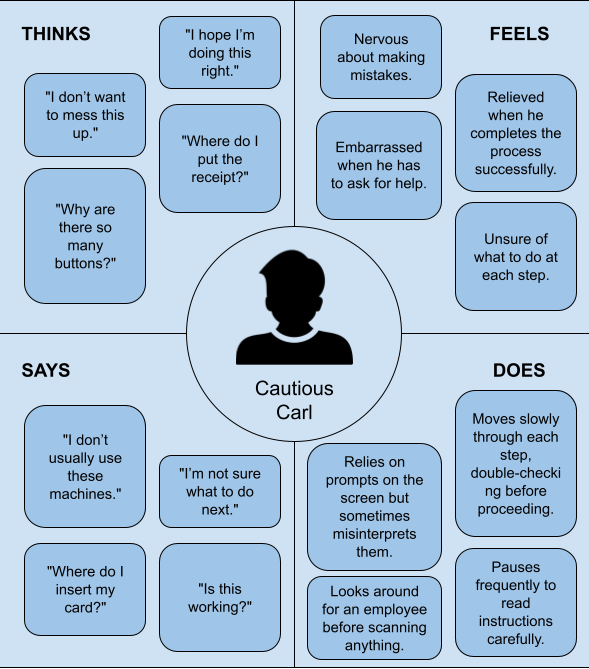 THINKS
"I hope I'm
doing this
right."
"I don't want
to mess this
up."
"Where do I
put the
receipt?"
"Why are
there so
many
buttons?"
FEELS
Nervous
about making
mistakes.
Relieved
when he
completes the
process
successfully.
Embarrassed
when he has
to ask for help.
Unsure of
what to do at
each step.
Cautious
Carl
SAYS
"I don't
usually use
these
machines."
"I'm not sure
what to do
next."
"Where do I
insert my
card?"
"Is this
working?"
DOES
Moves slowly
through each
step,
double-checki
ng before
proceeding.
Relies on
prompts on the
screen but
sometimes
misinterprets
them.
Pauses
frequently to
read
instructions
carefully.
Looks around
for an employee
before scanning
anything.